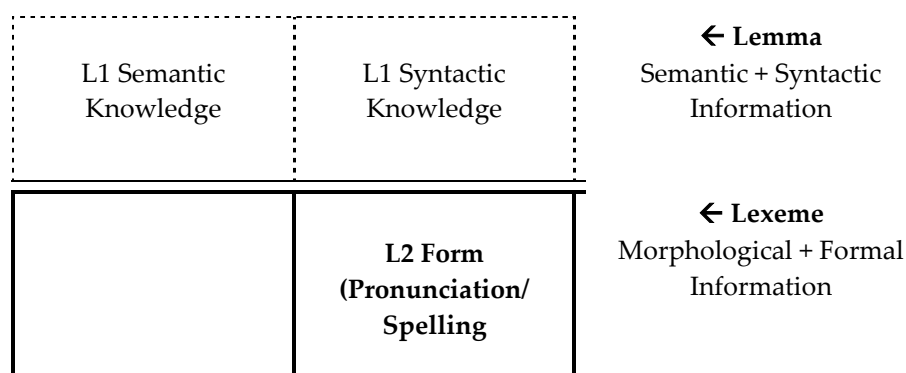 L1 Semantic
Knowledge
L1 Syntactic
Knowledge
← Lemma
Semantic + Syntactic
Information
L2 Form
(Pronunciation/
Spelling
← Lexeme
Morphological + Formal
Information